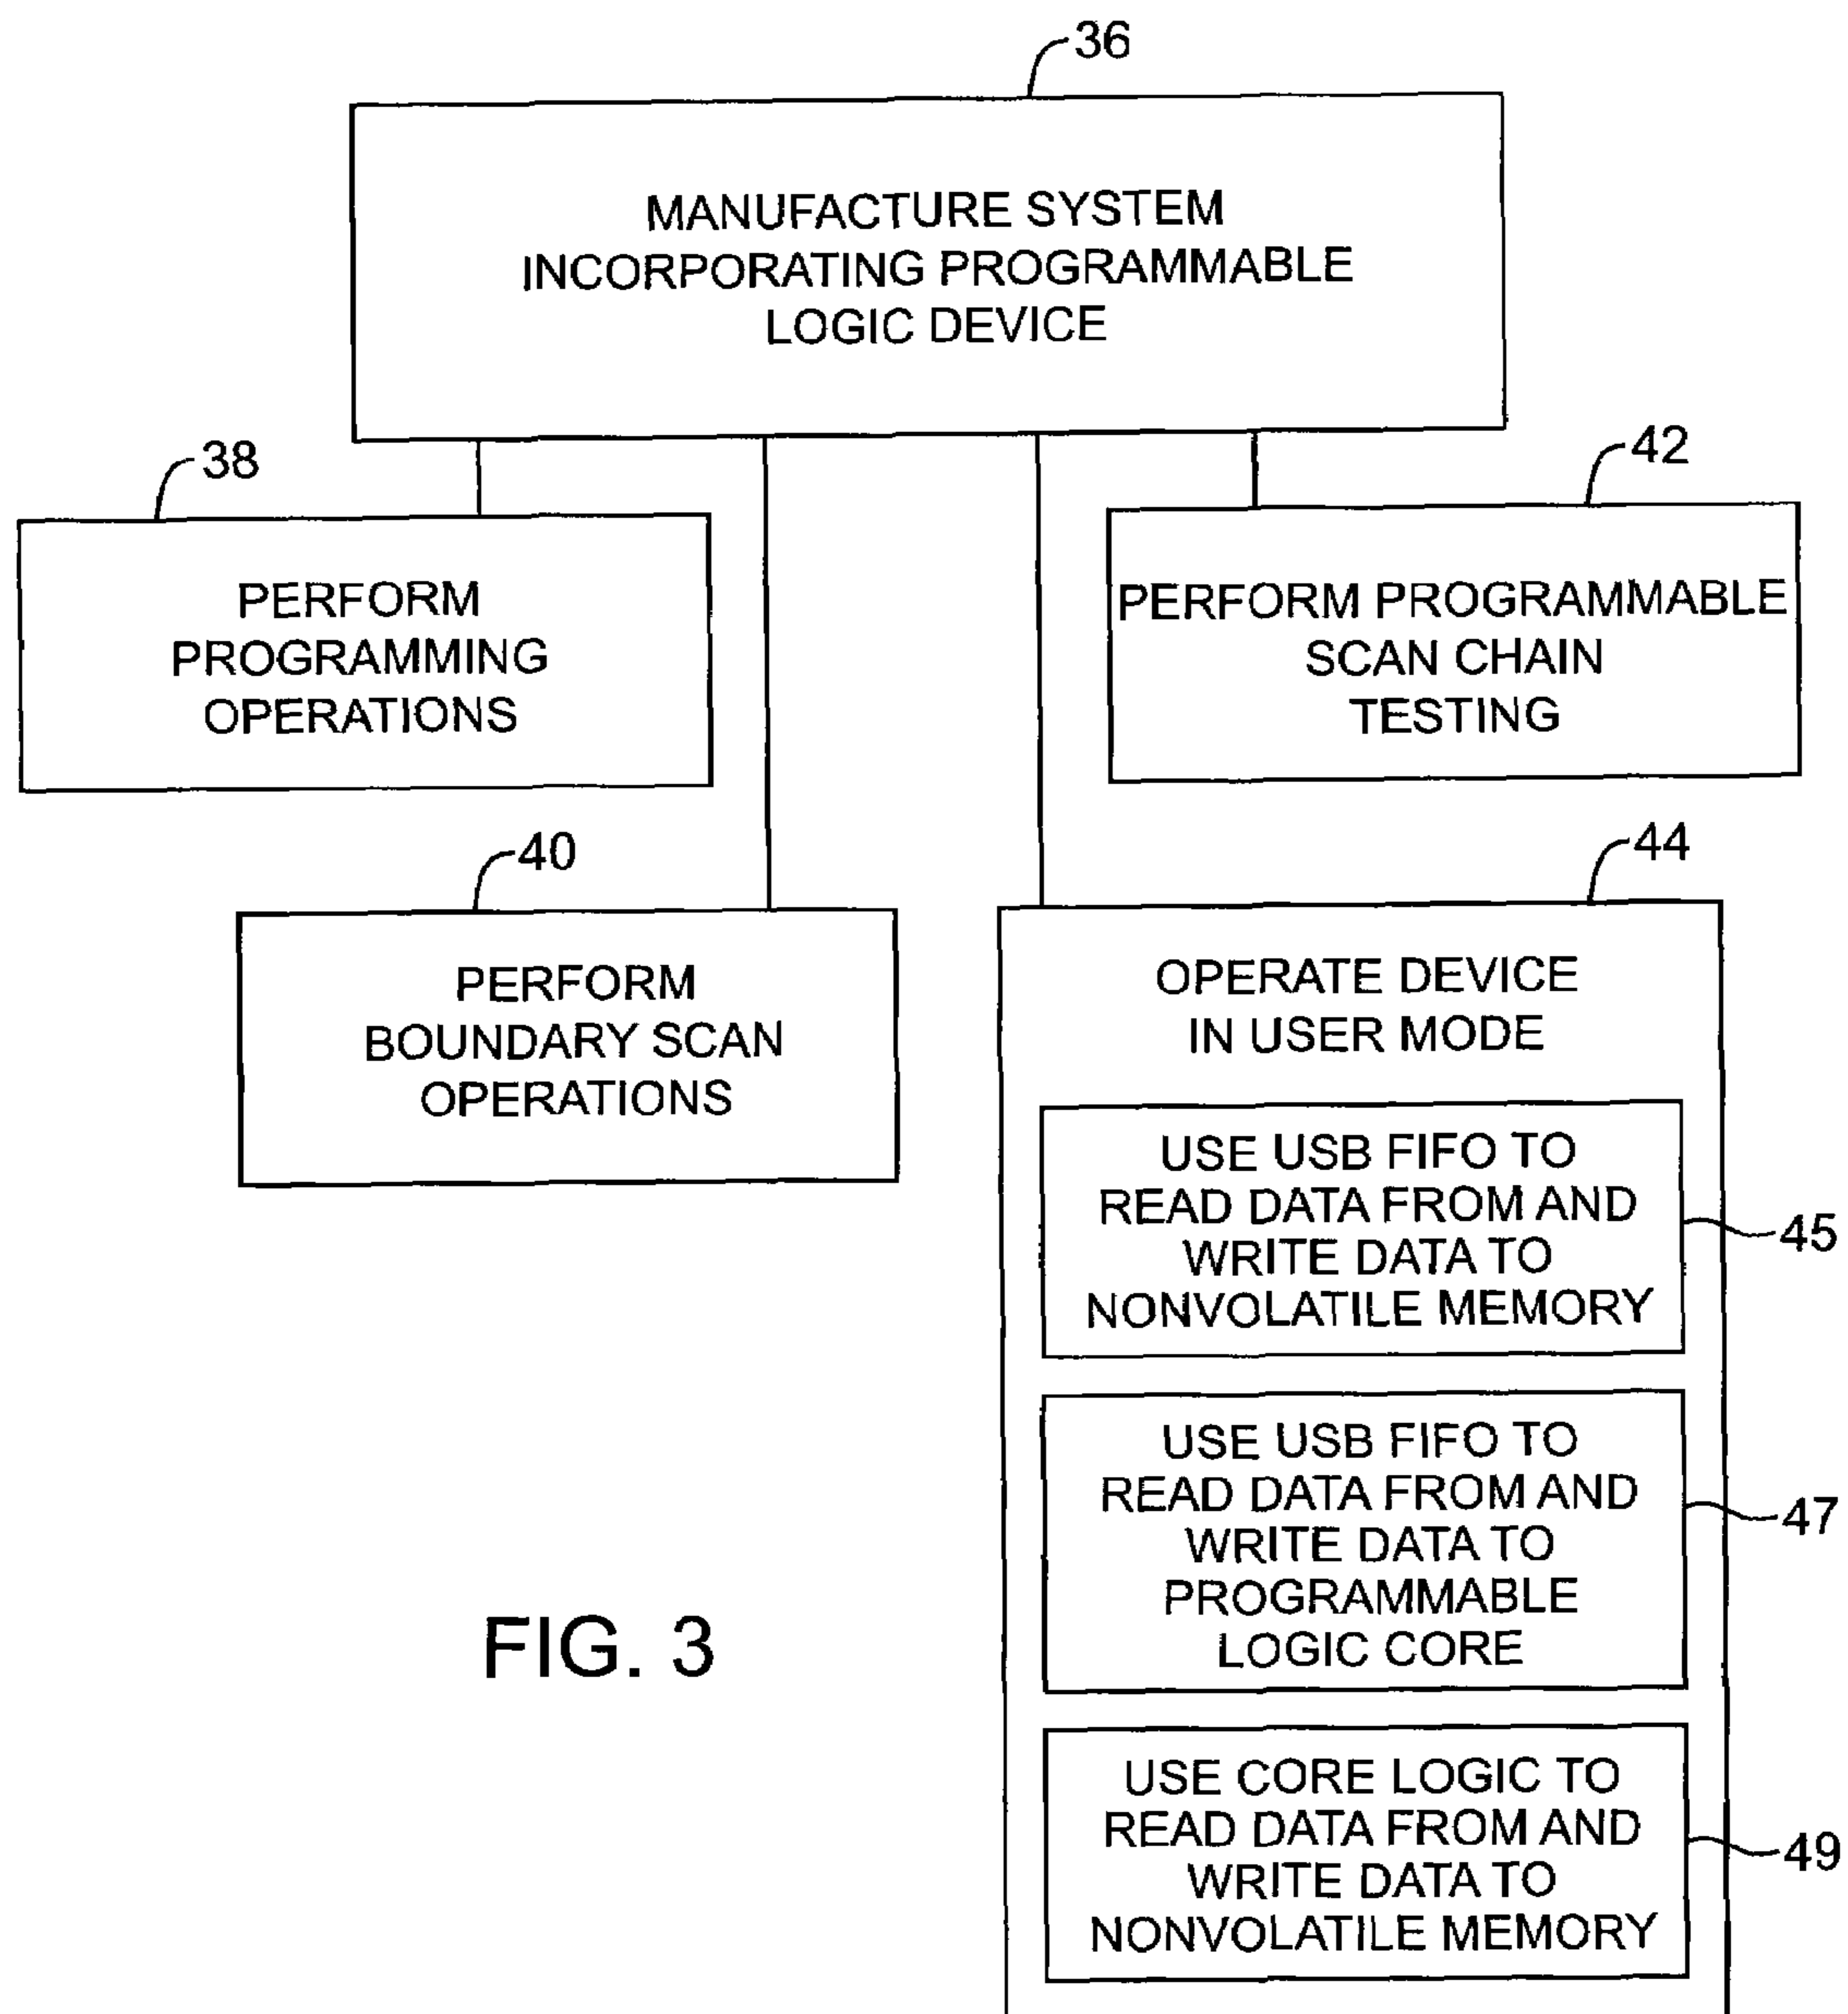 36
MANUFACTURE SYSTEM
INCORPORATING PROGRAMMABLE
LOGIC DEVICE
38
PERFORM
PROGRAMMING
OPERATIONS
42
PERFORM PROGRAMMABLE
SCAN CHAIN
TESTING
40
PERFORM
BOUNDARY SCAN
OPERATIONS
44
OPERATE DEVICE
IN USER MODE
USE USB FIFO TO
READ DATA FROM AND
WRITE DATA TO
NONVOLATILE MEMORY
45
USE USB FIFO TO
READ DATA FROM AND
WRITE DATA TO
PROGRAMMABLE
LOGIC CORE
47
USE CORE LOGIC TO
READ DATA FROM AND
WRITE DATA TO
NONVOLATILE MEMORY
49
FIG. 3